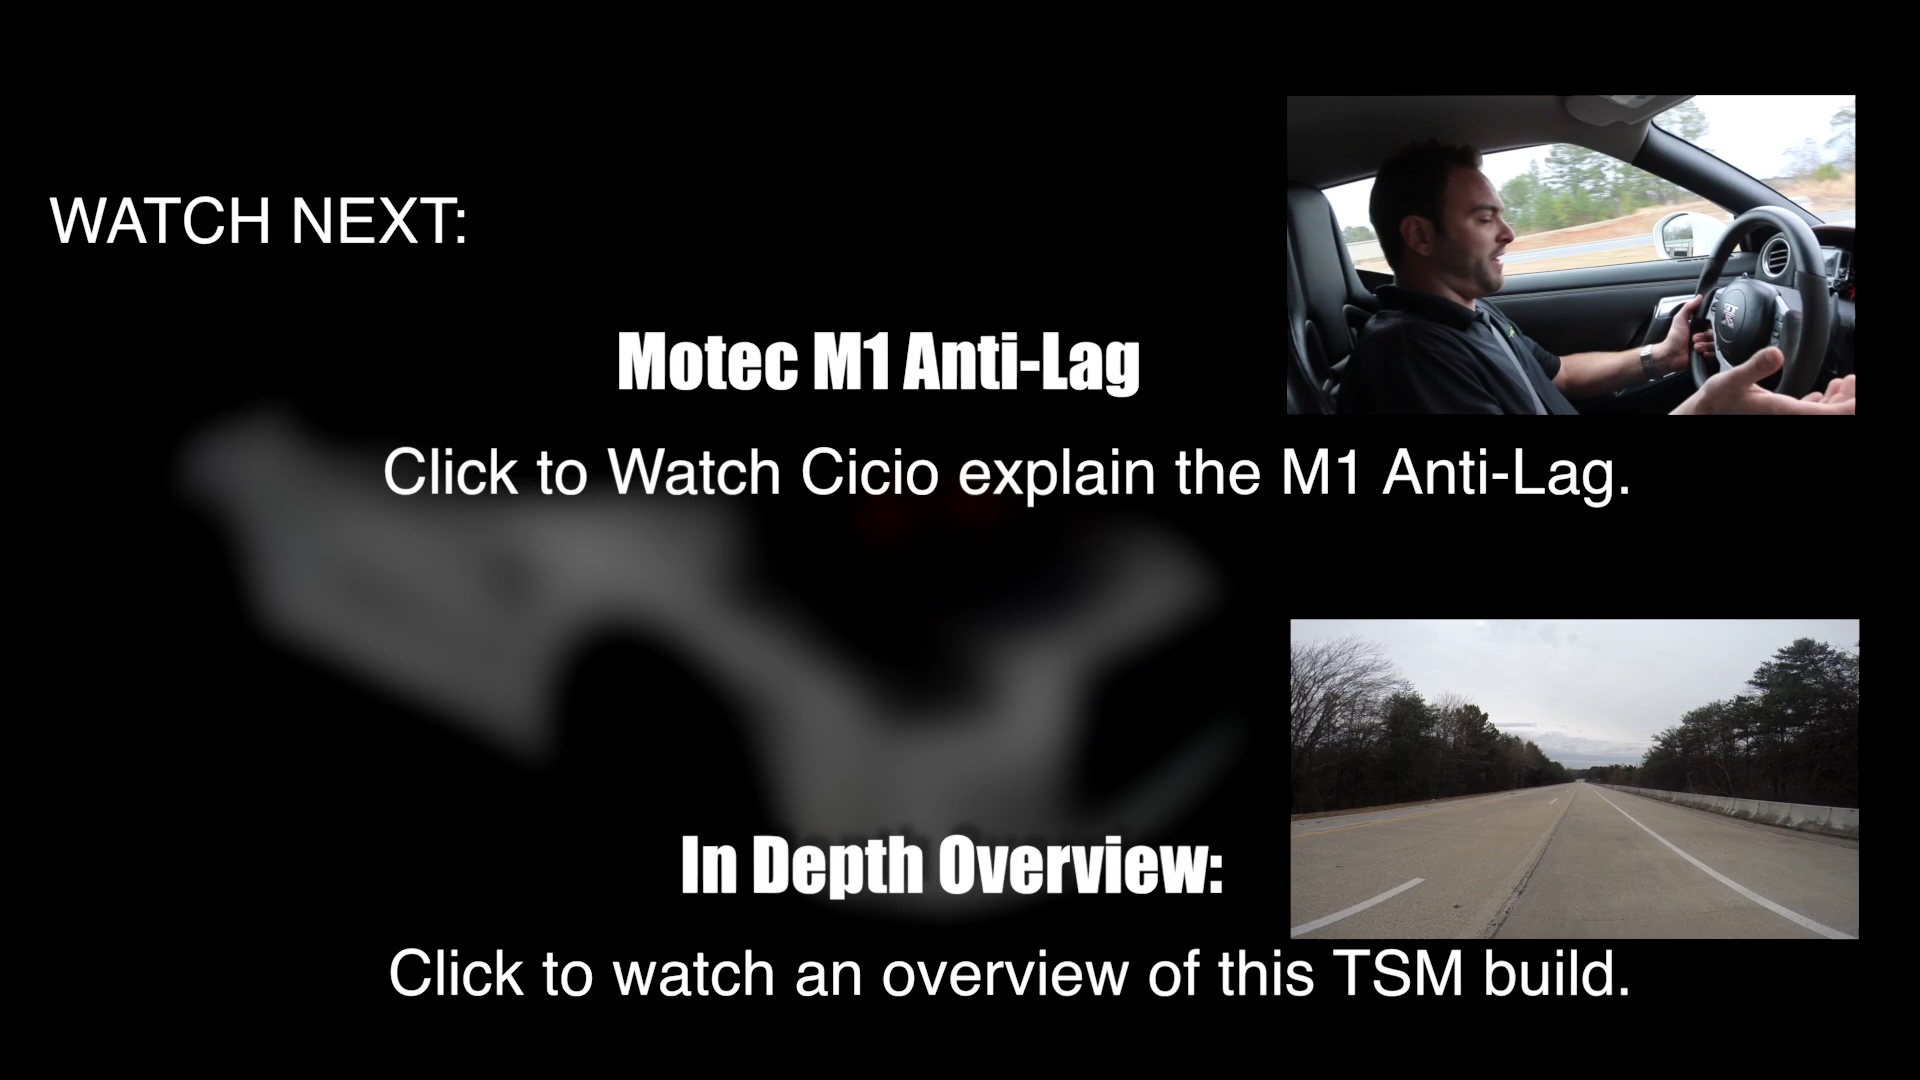 WATCH NEXT:
Motec M1 Anti-Lag
Click to Watch Cicio explain the M1 Anti-Lag.
In Depth Overview:
Click to watch an overview of this TSM build.